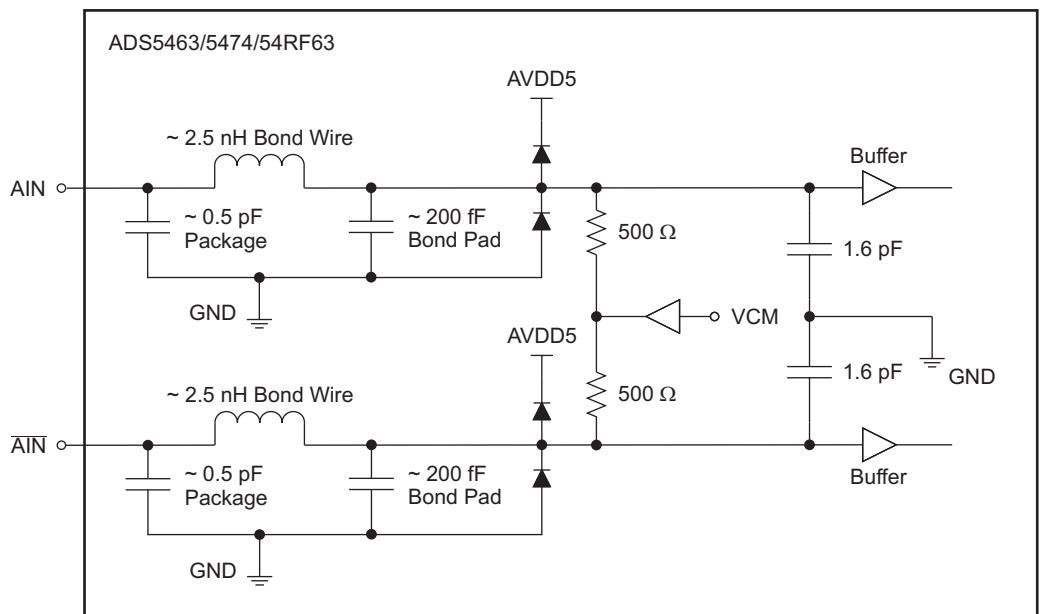 ADS5463/5474/54RF63
AVDD5
~ 2.5 nH Bond Wire
Buffer
AIN
~ 0.5 pF
Package
~ 200 fF
Bond Pad
500 Ω
1.6 pF
GND
VCM
AVDD5
GND
1.6 pF
~ 2.5 nH Bond Wire
500 Ω
A̅I̅N̅
~ 0.5 pF
Package
~ 200 fF
Bond Pad
Buffer
GND